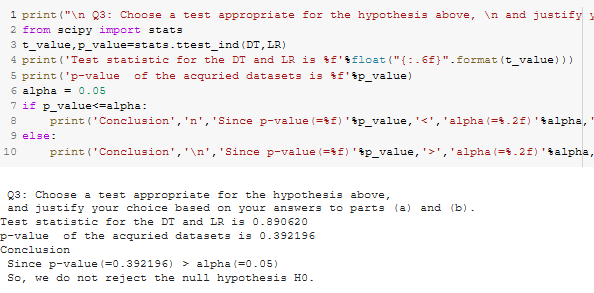 1 print("\n Q3: Choose a test appropriate for the hypothesis above, \n and justify
2 from scipy import stats
3 t_value,p_value=stats.ttest_ind(DT,LR)
4 print('Test statistic for the DT and LR is %f'%float("{:.6f}".format(t_value)))
5 print('p-value  of the acquried datasets is %f'%p_value)
6 alpha = 0.05
7 if p_value<=alpha:
8     print('Conclusion','n','Since p-value(=%f)'%p_value,'<','alpha(=%.2f)'%alpha,'
9 else:
10     print('Conclusion','\n','Since p-value(=%f)'%p_value,'>','alpha(=%.2f)'%alpha,
Q3: Choose a test appropriate for the hypothesis above,
and justify your choice based on your answers to parts (a) and (b).
Test statistic for the DT and LR is 0.890620
p-value  of the acquried datasets is 0.392196
Conclusion
Since p-value(=0.392196) > alpha(=0.05)
So, we do not reject the null hypothesis H0.